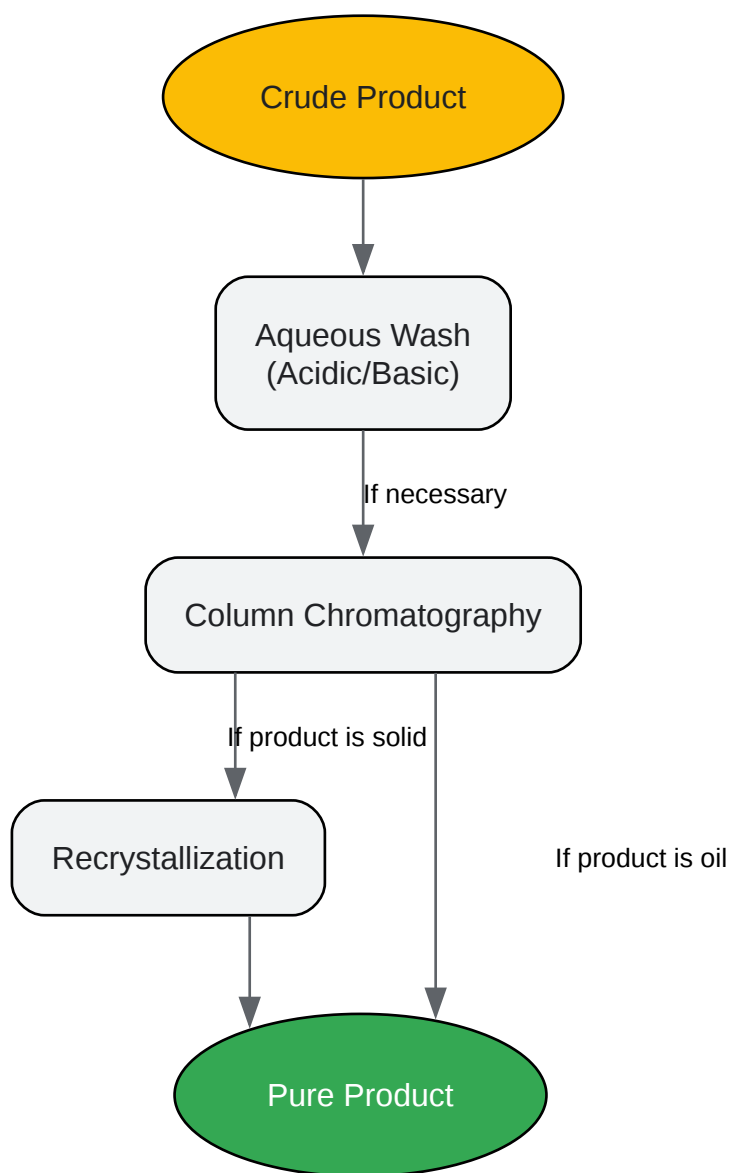 Crude Product
Aqueous Wash
(Acidic/Basic)
If necessary
Column Chromatography
If product is solid
Recrystallization
If product is oil
Pure Product